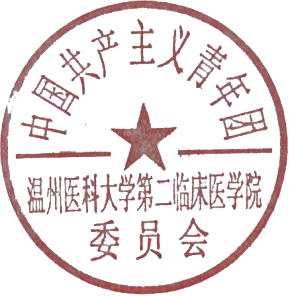 中国共产主义青年团
温州医科大学第二临床医学院
委员会